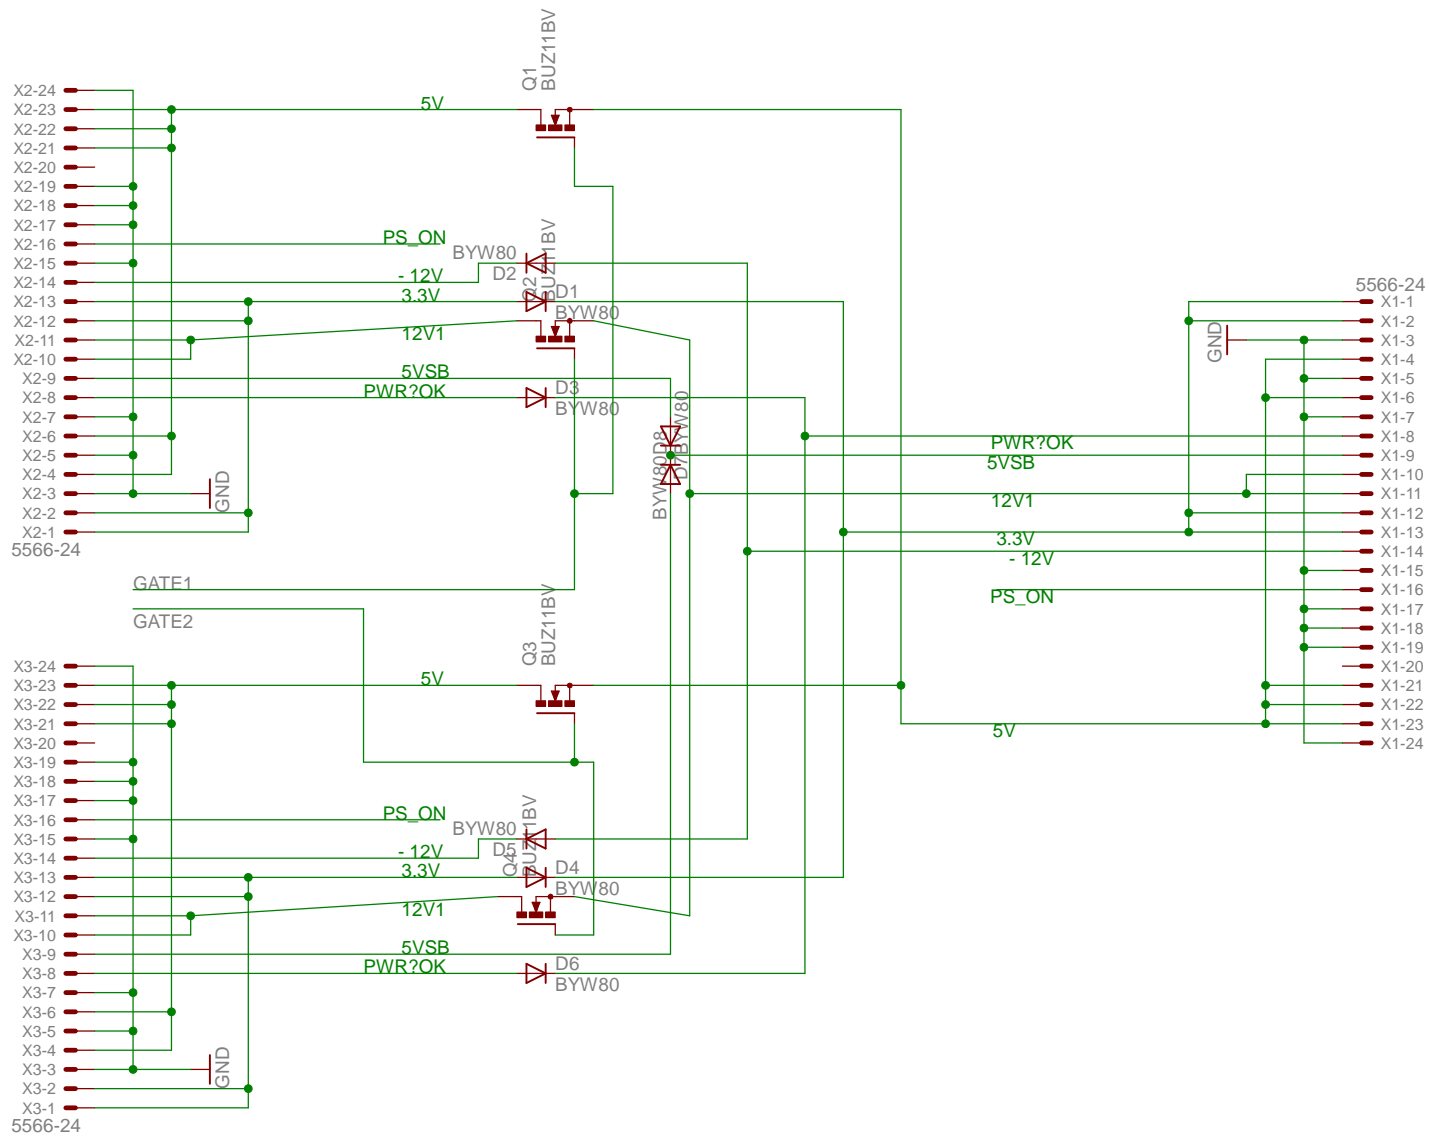 Q1
BUZ11BV
X2-24
X2-23
5V
X2-22
X2-21
X2-20
X2-19
X2-18
X2-17
X2-16
PS_ON
X2-15
BYW80
D2
Q2
BUZ11BV
X2-14
- 12V
X2-13
3.3V
D1
BYW80
X2-12
X2-11
12V1
X2-10
X2-9
5VSB
X2-8
PWR?OK
D3
BYW80
X2-7
X2-6
X2-5
X2-4
X2-3
GND
X2-2
X2-1
5566-24
BYW80
D8
D7
BYW80
5566-24
X1-1
X1-2
GND
X1-3
X1-4
X1-5
X1-6
X1-7
PWR?OK
X1-8
5VSB
X1-9
X1-10
12V1
X1-11
X1-12
3.3V
X1-13
- 12V
X1-14
X1-15
PS_ON
X1-16
X1-17
X1-18
X1-19
X1-20
X1-21
X1-22
5V
X1-23
X1-24
GATE1
GATE2
Q3
BUZ11BV
X3-24
X3-23
5V
X3-22
X3-21
X3-20
X3-19
X3-18
X3-17
X3-16
PS_ON
X3-15
BYW80
D5
Q4
BUZ11BV
X3-14
- 12V
X3-13
3.3V
D4
BYW80
X3-12
X3-11
12V1
X3-10
X3-9
5VSB
X3-8
PWR?OK
D6
BYW80
X3-7
X3-6
X3-5
X3-4
X3-3
GND
X3-2
X3-1
5566-24